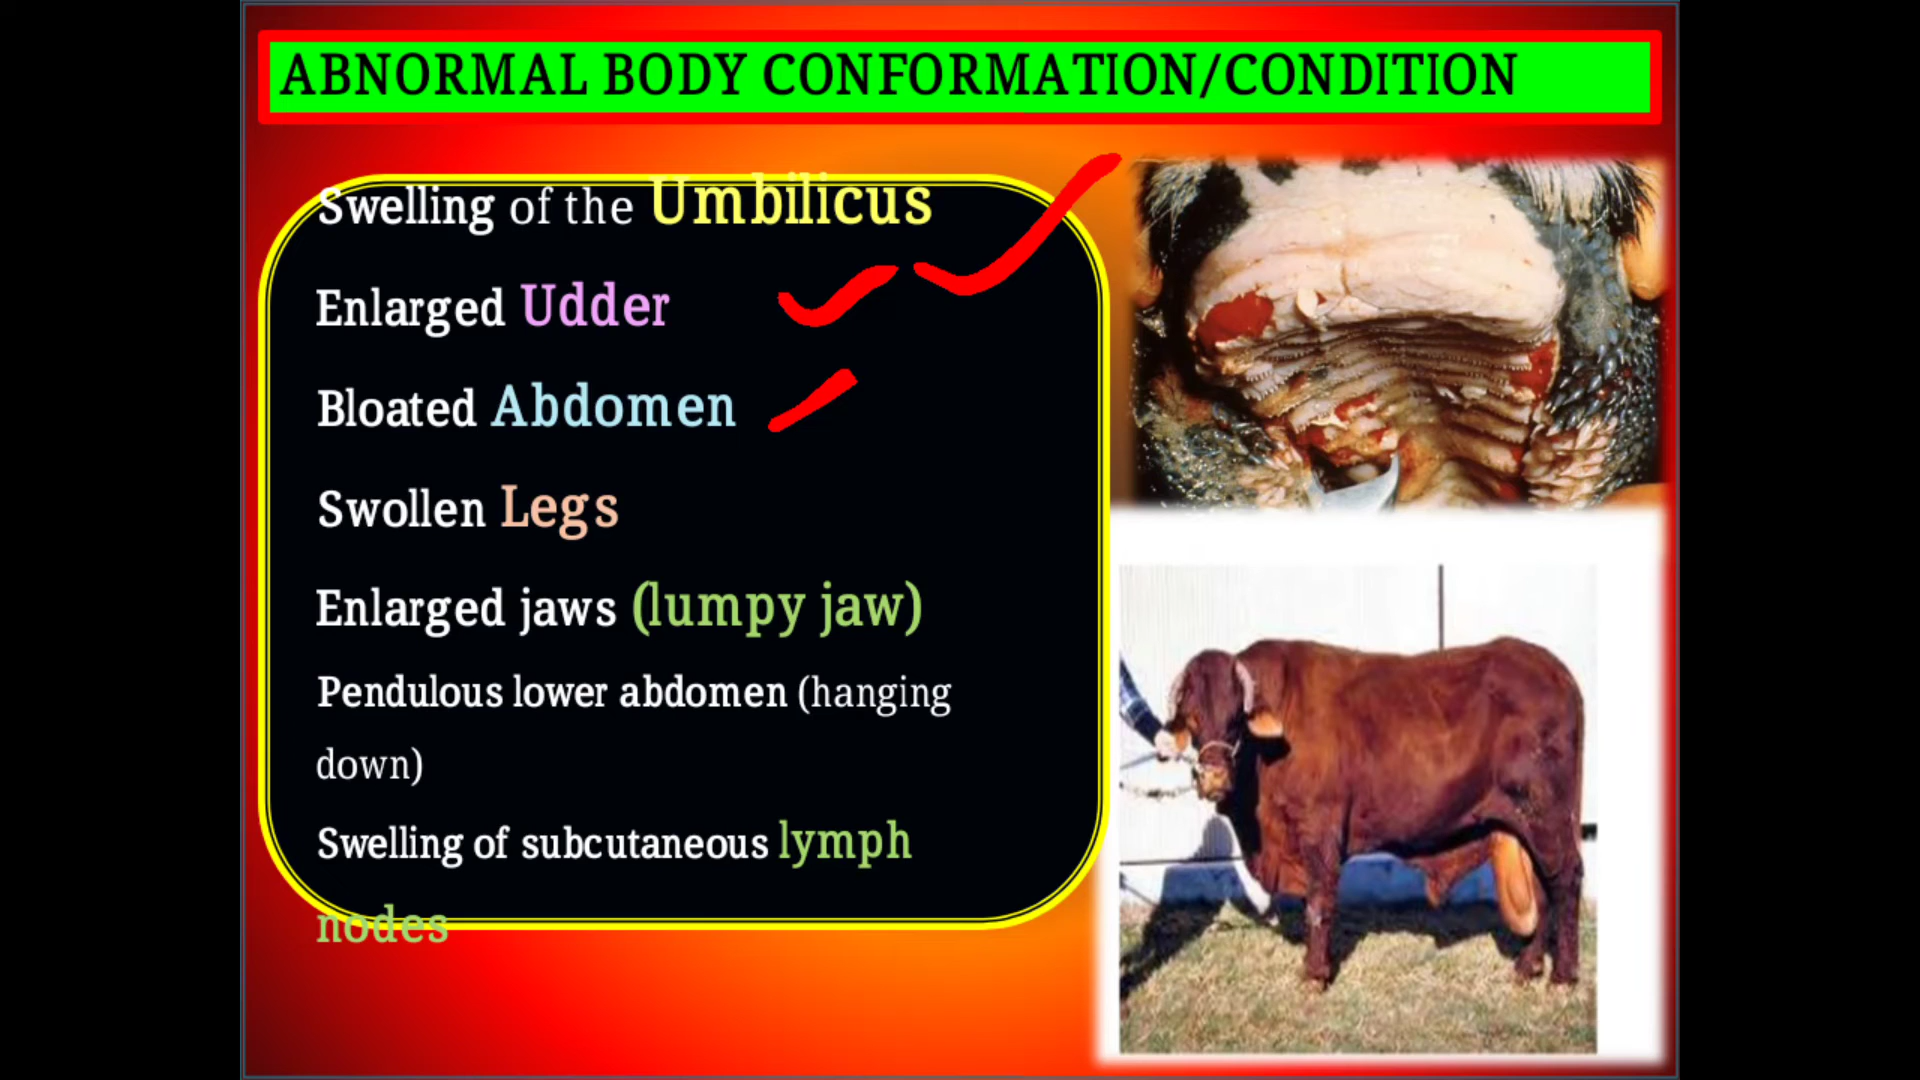 ABNORMAL BODY CONFORMATION/CONDITION
Swelling of the Umbilicus
Enlarged Udder
Bloated Abdomen
Swollen Legs
Enlarged jaws (lumpy jaw)
Pendulous lower abdomen (hanging
down)
Swelling of subcutaneous lymph
nodes